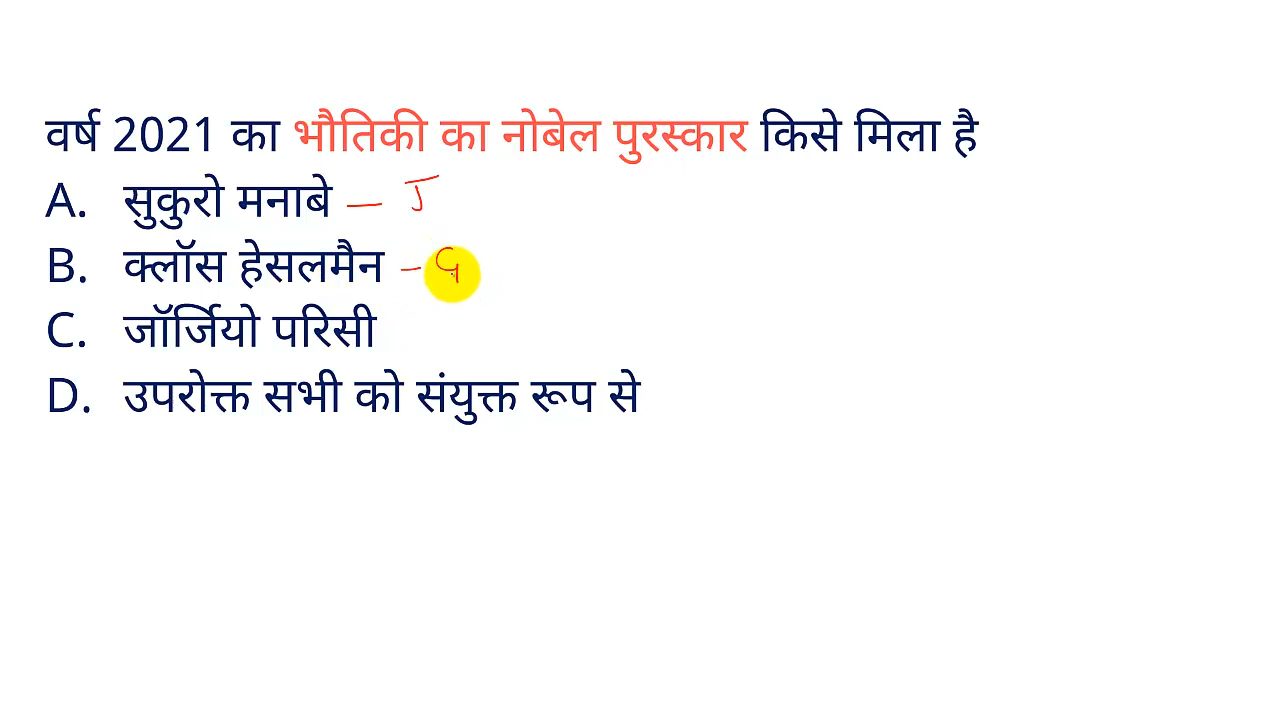 वर्ष 2021 का भौतिकी का नोबेल पुरस्कार किसे मिला है
A. सुकुरो मनाबे – J
B. क्लॉस हेसलमैन – G
C. जॉर्जियो परिसी
D. उपरोक्त सभी को संयुक्त रूप से